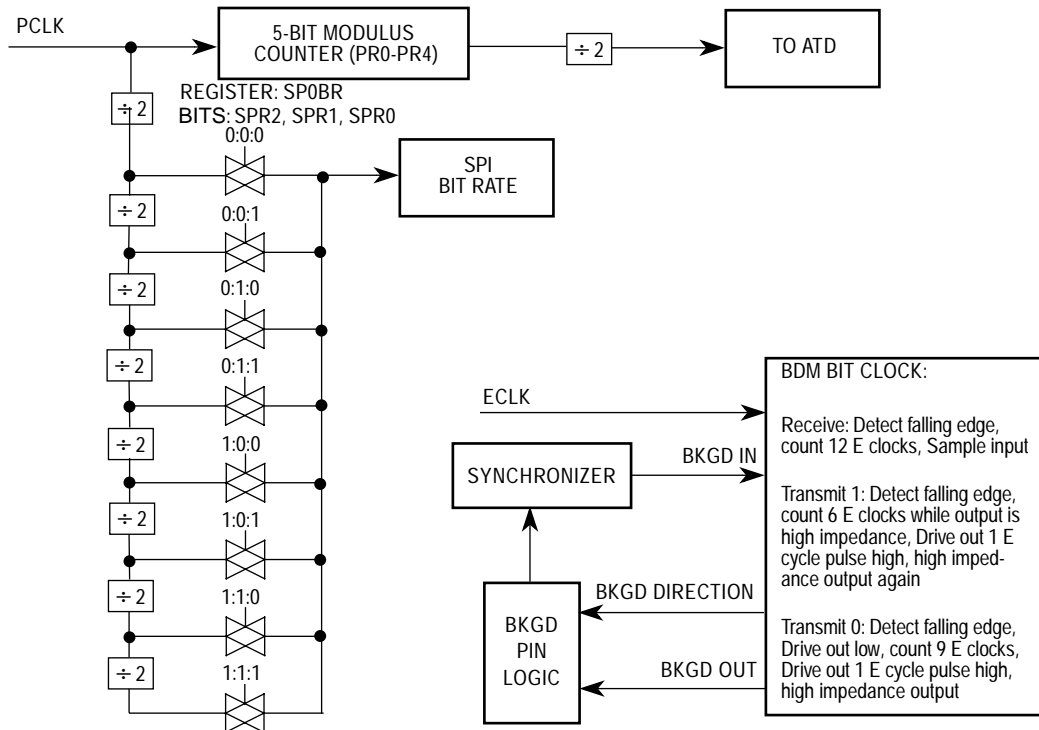 PCLK
5-BIT MODULUS
COUNTER (PR0-PR4)
÷ 2
TO ATD
÷ 2
REGISTER: SP0BR
BITS: SPR2, SPR1, SPR0
0:0:0
SPI
BIT RATE
÷ 2
0:0:1
÷ 2
0:1:0
÷ 2
0:1:1
÷ 2
1:0:0
÷ 2
1:0:1
÷ 2
1:1:0
÷ 2
1:1:1
ECLK
SYNCHRONIZER
BKGD IN
BKGD DIRECTION
BKGD
PIN
LOGIC
BKGD OUT
BDM BIT CLOCK:
Receive: Detect falling edge,
count 12 E clocks, Sample input
Transmit 1: Detect falling edge,
count 6 E clocks while output is
high impedance, Drive out 1 E
cycle pulse high, high imped-
ance output again
Transmit 0: Detect falling edge,
Drive out low, count 9 E clocks,
Drive out 1 E cycle pulse high,
high impedance output